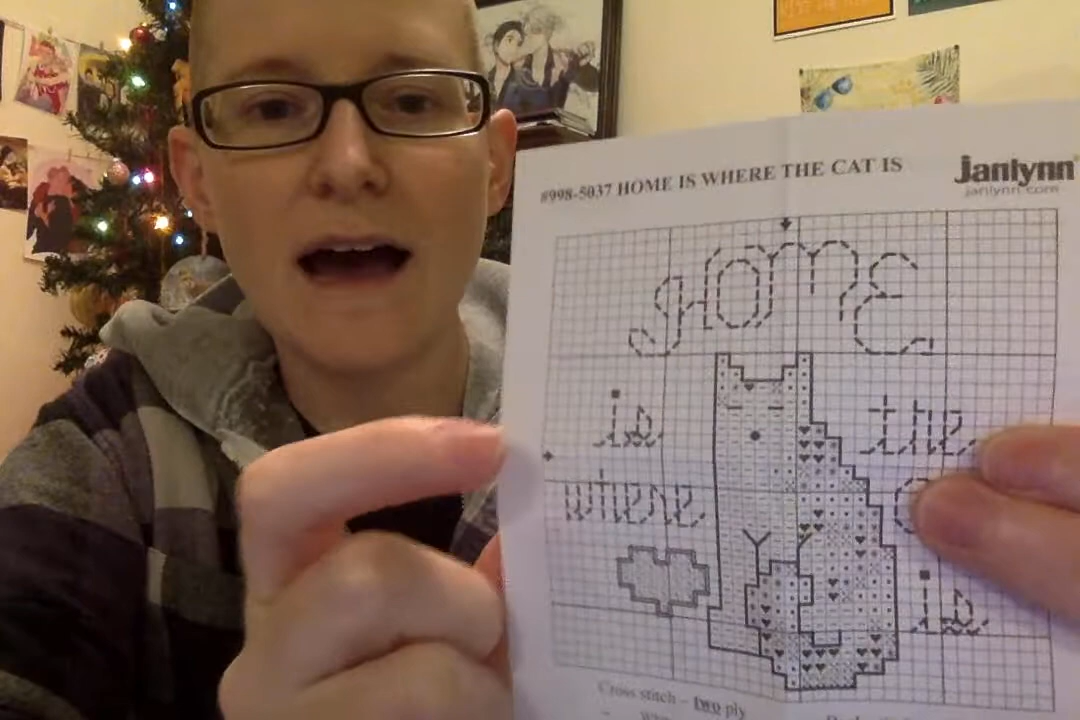 #998-5037 HOME IS WHERE THE CAT IS
janlynn
janlynn.com
HOME
is the
where
is
Cross stitch – two ply